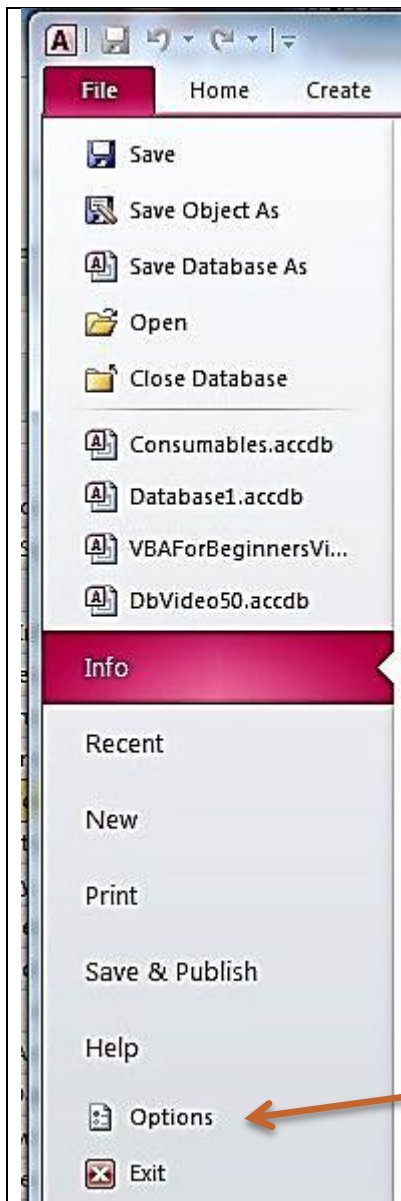 A
File Home Create
Save
Save Object As
Save Database As
Open
Close Database
Consumables.accdb
Database1.accdb
VBAForBeginnersVi...
DbVideo50.accdb
Info
Recent
New
Print
Save & Publish
Help
Options
Exit